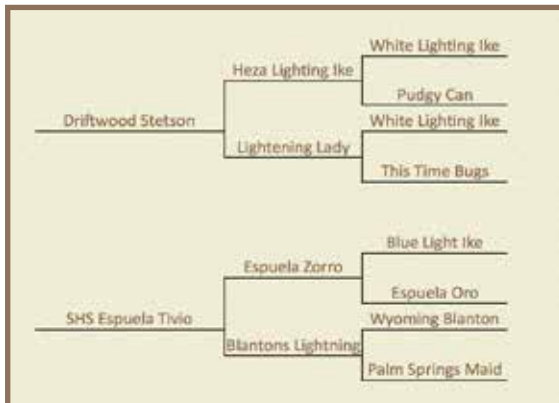 White Lighting Ike
Heza Lighting Ike
Pudgy Can
Driftwood Stetson
White Lighting Ike
Lightening Lady
This Time Bugs
Blue Light Ike
Espuela Zorro
Espuela Oro
SHS Espuela Tivio
Wyoming Blanton
Blantons Lightning
Palm Springs Maid